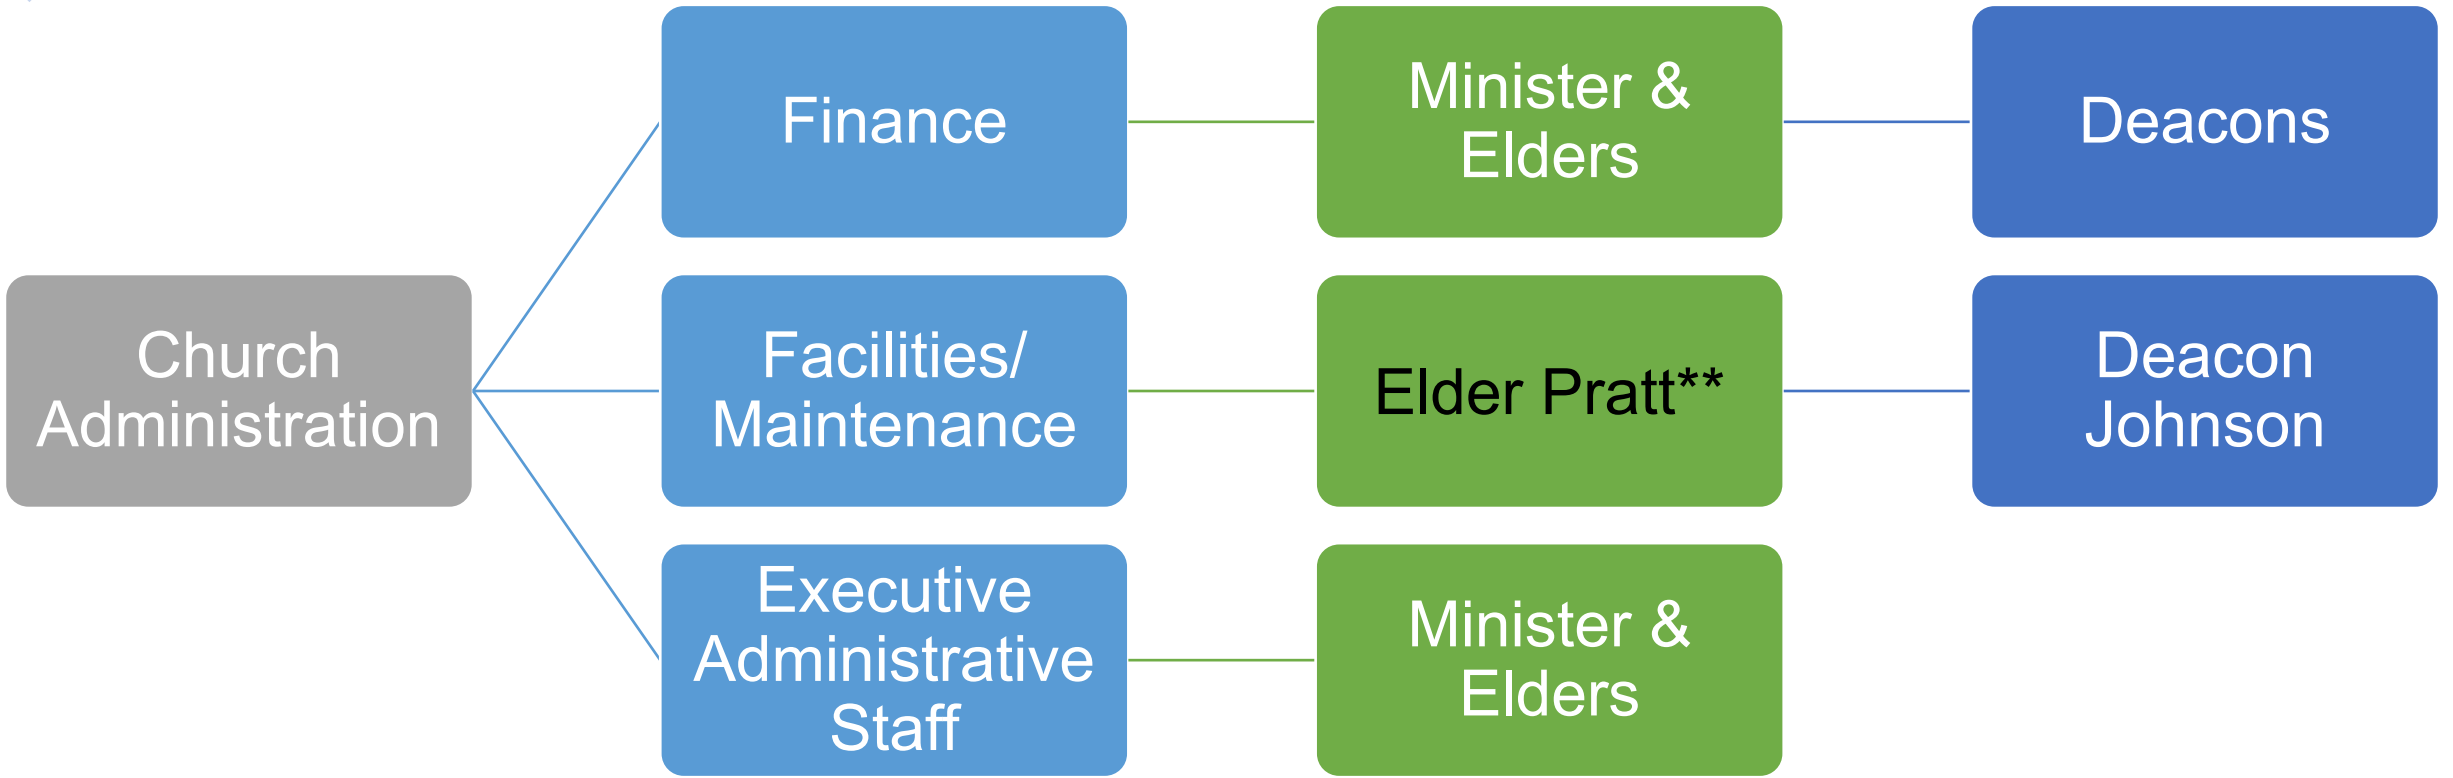 Finance
Minister &
Elders
Deacons
Church
Administration
Facilities/
Maintenance
Elder Pratt**
Deacon
Johnson
Executive
Administrative
Staff
Minister &
Elders